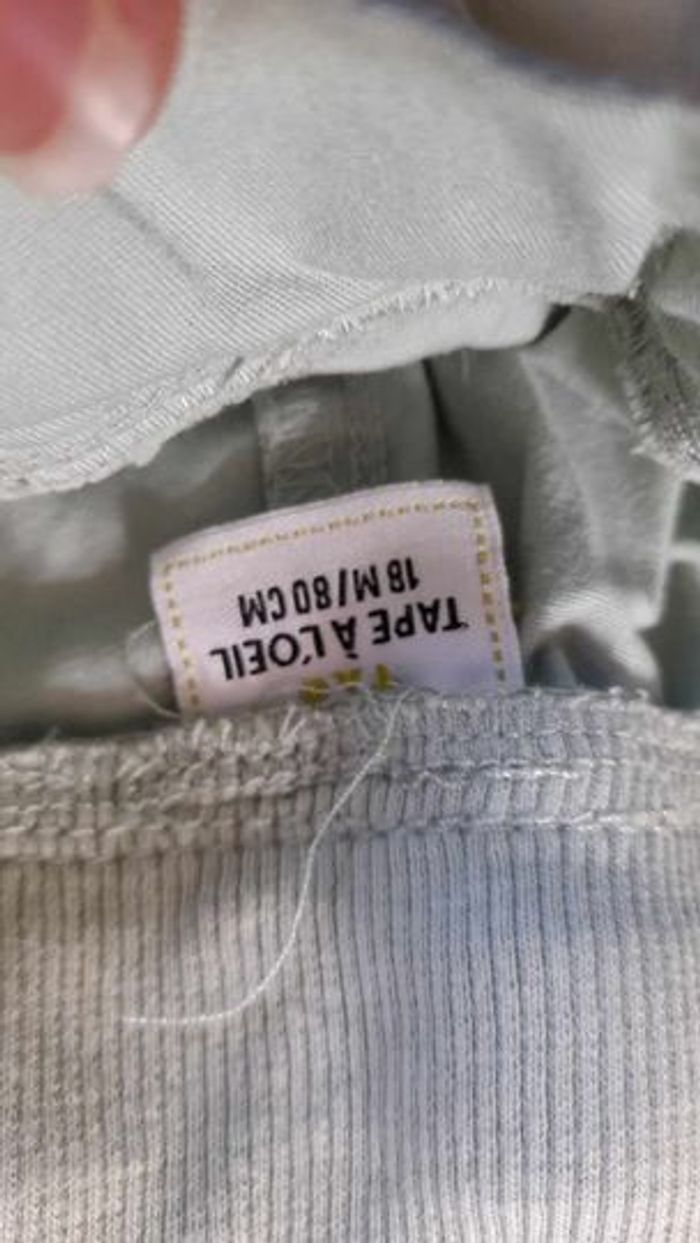 TAPE À L'OEIL
18 M/80 CM